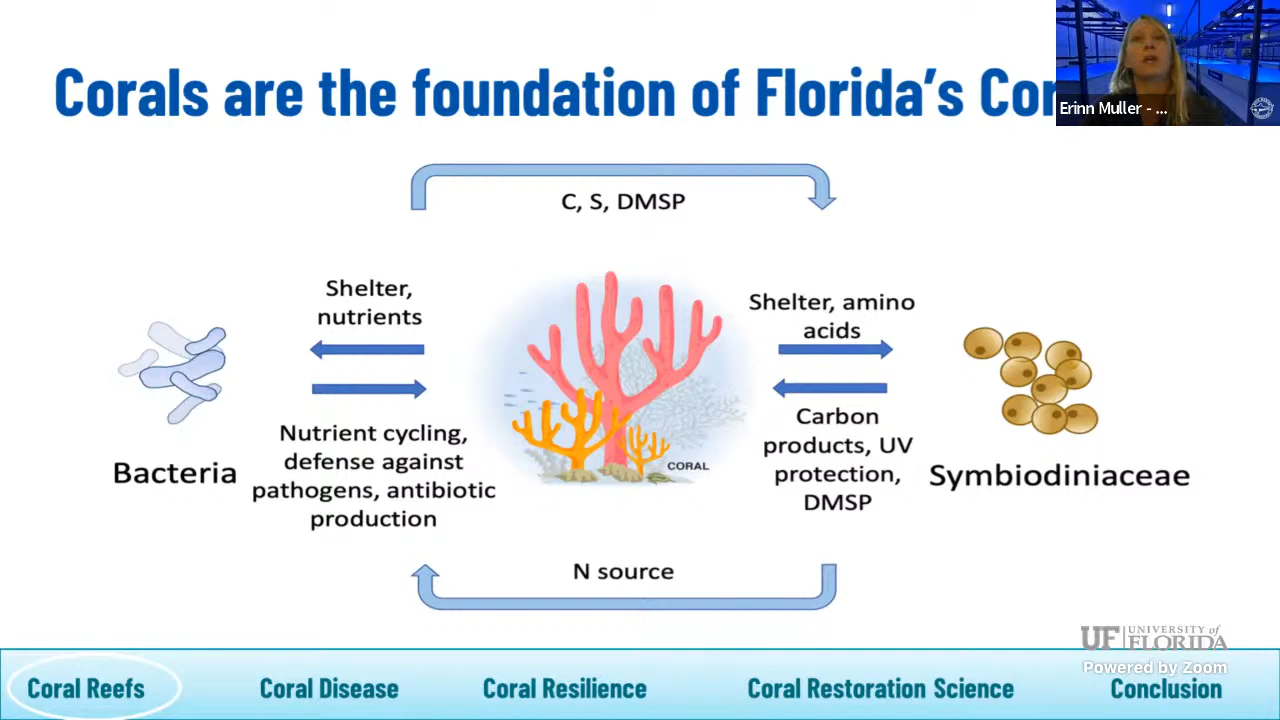 Corals are the foundation of Florida's Co
Erinn Muller - ...
C, S, DMSP
Shelter,
nutrients
Shelter, amino
acids
Nutrient cycling,
defense against
pathogens, antibiotic
production
Carbon
products, UV
protection,
DMSP
CORAL
Bacteria
Symbiodiniaceae
N source
UF UNIVERSITY of
FLORIDA
Powered by Zoom
Coral Reefs
Coral Disease
Coral Resilience
Coral Restoration Science
Conclusion